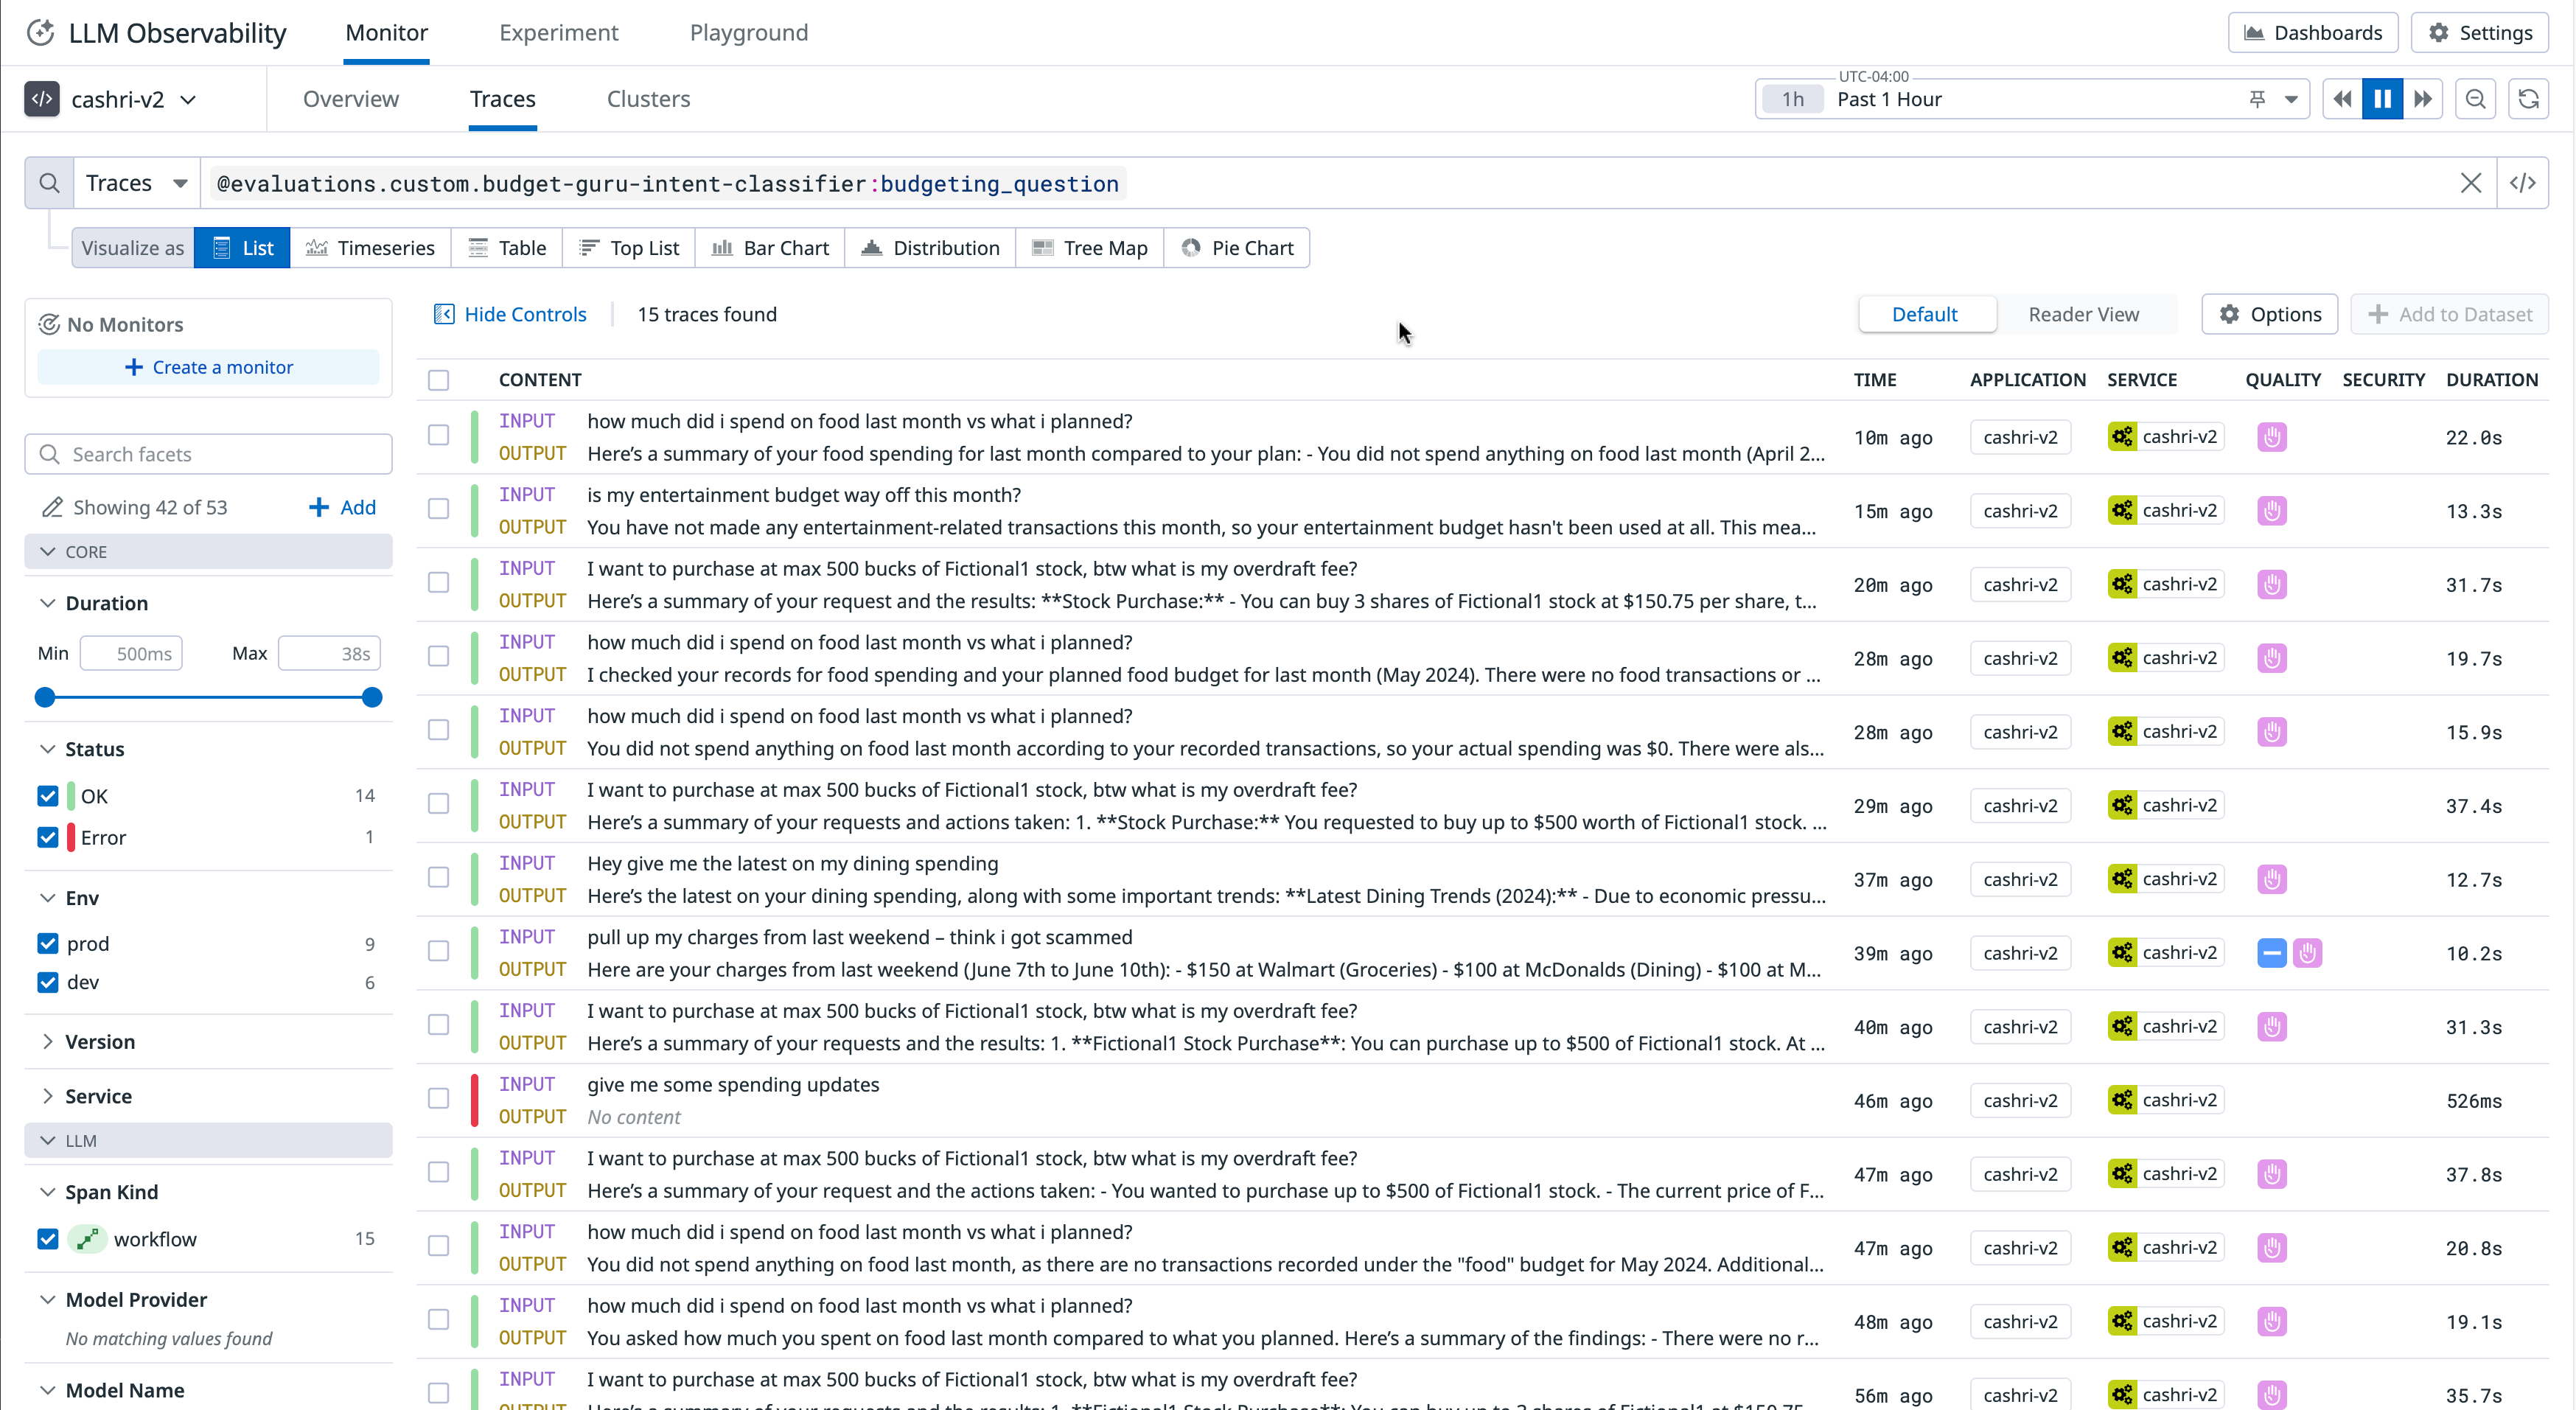 LLM Observability Monitor Experiment Playground Dashboards Settings
cashri-v2 Overview Traces Clusters UTC-04:00 1h Past 1 Hour
Traces @evaluations.custom.budget-guru-intent-classifier:budgeting_question
Visualize as List Timeseries Table Top List Bar Chart Distribution Tree Map Pie Chart
No Monitors
Create a monitor
Search facets
Showing 42 of 53 Add
CORE
Duration
Min 500ms Max 38s
Status
OK 14
Error 1
Env
prod 9
dev 6
Version
Service
LLM
Span Kind
workflow 15
Model Provider
No matching values found
Model Name
Hide Controls 15 traces found Default Reader View Options Add to Dataset
CONTENT TIME APPLICATION SERVICE QUALITY SECURITY DURATION
INPUT how much did i spend on food last month vs what i planned?
OUTPUT Here's a summary of your food spending for last month compared to your plan: - You did not spend anything on food last month (April 2...
10m ago cashri-v2 cashri-v2 22.0s
INPUT is my entertainment budget way off this month?
OUTPUT You have not made any entertainment-related transactions this month, so your entertainment budget hasn't been used at all. This mea...
15m ago cashri-v2 cashri-v2 13.3s
INPUT I want to purchase at max 500 bucks of Fictional1 stock, btw what is my overdraft fee?
OUTPUT Here's a summary of your request and the results: **Stock Purchase:** - You can buy 3 shares of Fictional1 stock at $150.75 per share, t...
20m ago cashri-v2 cashri-v2 31.7s
INPUT how much did i spend on food last month vs what i planned?
OUTPUT I checked your records for food spending and your planned food budget for last month (May 2024). There were no food transactions or ...
28m ago cashri-v2 cashri-v2 19.7s
INPUT how much did i spend on food last month vs what i planned?
OUTPUT You did not spend anything on food last month according to your recorded transactions, so your actual spending was $0. There were als...
28m ago cashri-v2 cashri-v2 15.9s
INPUT I want to purchase at max 500 bucks of Fictional1 stock, btw what is my overdraft fee?
OUTPUT Here's a summary of your requests and actions taken: 1. **Stock Purchase:** You requested to buy up to $500 worth of Fictional1 stock. ...
29m ago cashri-v2 cashri-v2 37.4s
INPUT Hey give me the latest on my dining spending
OUTPUT Here's the latest on your dining spending, along with some important trends: **Latest Dining Trends (2024):** - Due to economic pressu...
37m ago cashri-v2 cashri-v2 12.7s
INPUT pull up my charges from last weekend – think i got scammed
OUTPUT Here are your charges from last weekend (June 7th to June 10th): - $150 at Walmart (Groceries) - $100 at McDonalds (Dining) - $100 at M...
39m ago cashri-v2 cashri-v2 10.2s
INPUT I want to purchase at max 500 bucks of Fictional1 stock, btw what is my overdraft fee?
OUTPUT Here's a summary of your requests and the results: 1. **Fictional1 Stock Purchase**: You can purchase up to $500 of Fictional1 stock. At ...
40m ago cashri-v2 cashri-v2 31.3s
INPUT give me some spending updates
OUTPUT No content
46m ago cashri-v2 cashri-v2 526ms
INPUT I want to purchase at max 500 bucks of Fictional1 stock, btw what is my overdraft fee?
OUTPUT Here's a summary of your request and the actions taken: - You wanted to purchase up to $500 of Fictional1 stock. - The current price of F...
47m ago cashri-v2 cashri-v2 37.8s
INPUT how much did i spend on food last month vs what i planned?
OUTPUT You did not spend anything on food last month, as there are no transactions recorded under the "food" budget for May 2024. Additional...
47m ago cashri-v2 cashri-v2 20.8s
INPUT how much did i spend on food last month vs what i planned?
OUTPUT You asked how much you spent on food last month compared to what you planned. Here's a summary of the findings: - There were no r...
48m ago cashri-v2 cashri-v2 19.1s
INPUT I want to purchase at max 500 bucks of Fictional1 stock, btw what is my overdraft fee?
56m ago cashri-v2 cashri-v2 35.7s